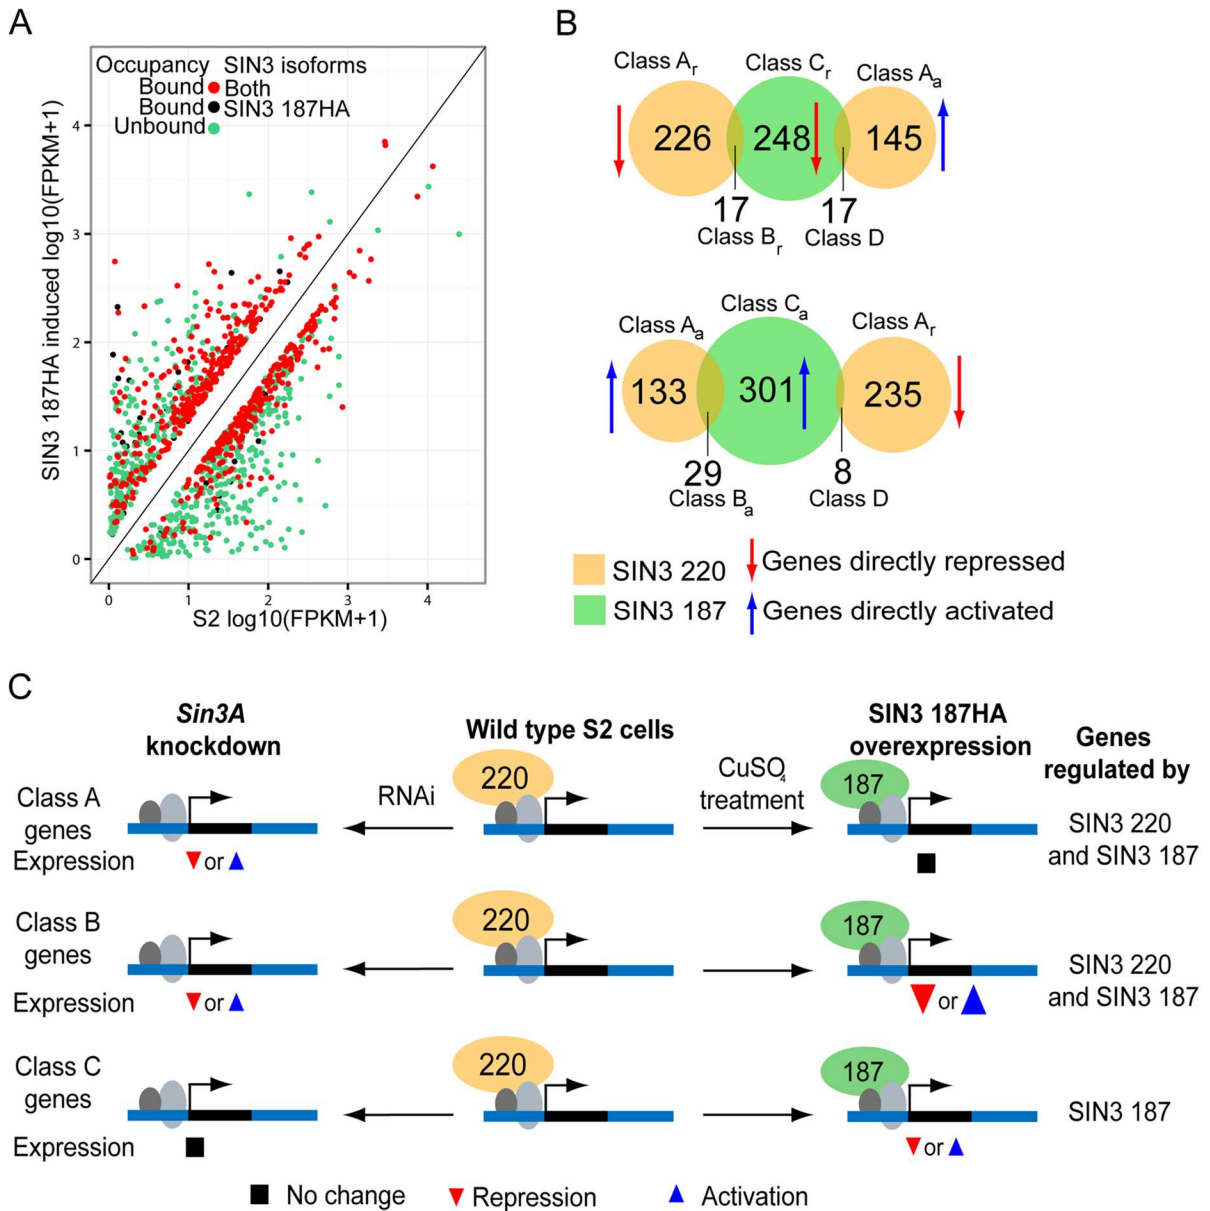 A
Occupancy SIN3 isoforms
Bound Both
Bound SIN3 187HA
Unbound
SIN3 187HA induced log10(FPKM+1)
4
3
2
1
0
0 1 2 3 4
S2 log10(FPKM+1)
B
Class Ar Class Cr Class Aa
226 248 145
17 17
Class Br Class D
Class Aa Class Ca Class Ar
133 301 235
29 8
Class Ba Class D
SIN3 220 Genes directly repressed
SIN3 187 Genes directly activated
C
Sin3A
knockdown
Wild type S2 cells
SIN3 187HA
overexpression
Genes
regulated by
Class A
genes
Expression
or
RNAi
220
CuSO4
treatment
187
SIN3 220
and SIN3 187
Class B
genes
Expression
or
220
187
or
SIN3 220
and SIN3 187
Class C
genes
Expression
220
187
or
SIN3 187
No change Repression Activation